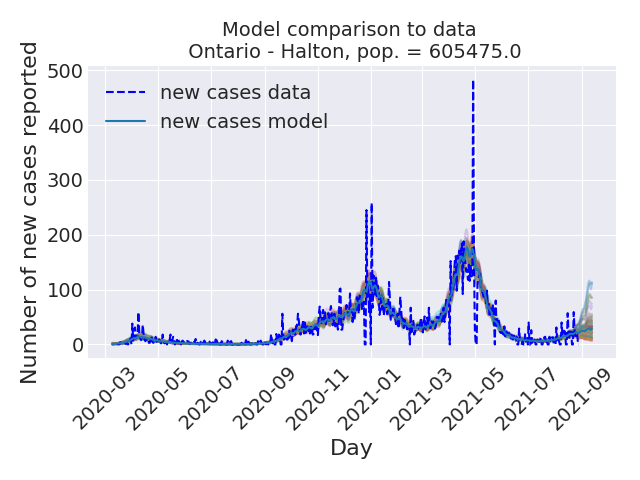 Model comparison to data
Ontario - Halton, pop. = 605475.0
Number of new cases reported
500
400
300
200
100
0
new cases data
new cases model
2020-03
2020-05
2020-07
2020-09
2020-11
2021-01
2021-03
2021-05
2021-07
2021-09
Day